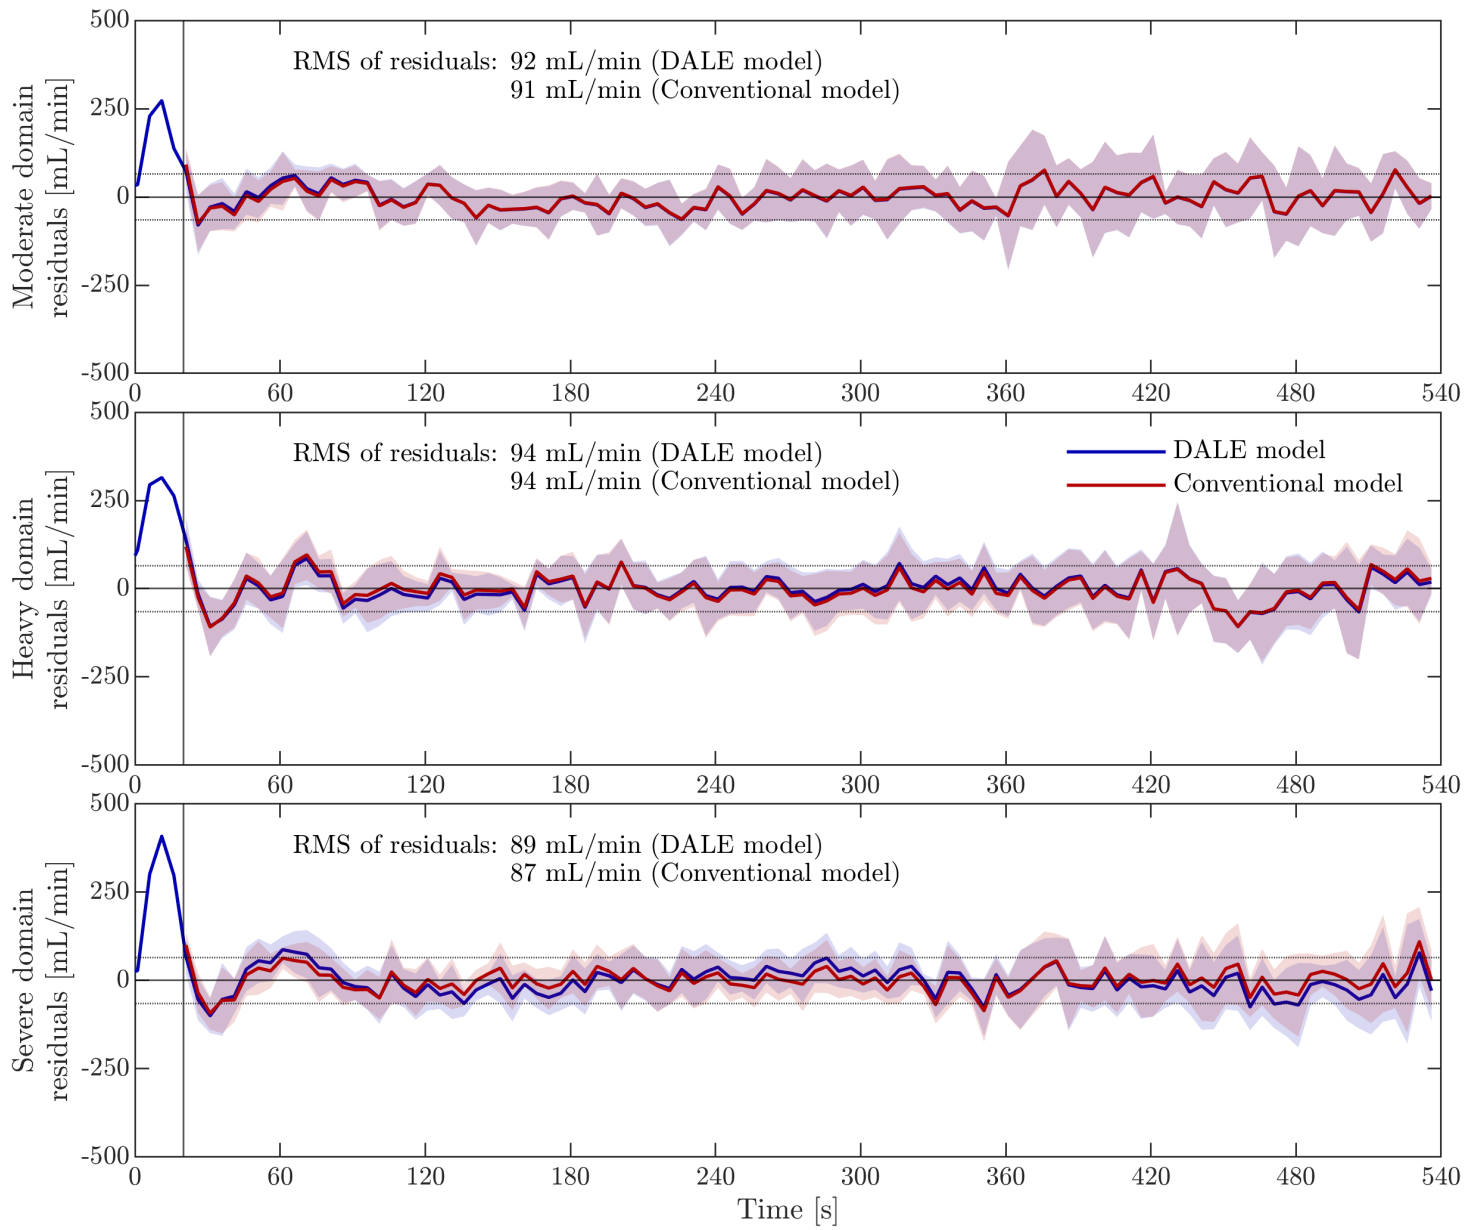 500
250
0
-250
-500
Moderate domain
residuals [mL/min]
RMS of residuals: 92 mL/min (DALE model)
91 mL/min (Conventional model)
0 60 120 180 240 300 360 420 480 540
500
250
0
-250
-500
Heavy domain
residuals [mL/min]
RMS of residuals: 94 mL/min (DALE model)
94 mL/min (Conventional model)
DALE model
Conventional model
0 60 120 180 240 300 360 420 480 540
500
250
0
-250
-500
Severe domain
residuals [mL/min]
RMS of residuals: 89 mL/min (DALE model)
87 mL/min (Conventional model)
0 60 120 180 240 300 360 420 480 540
Time [s]